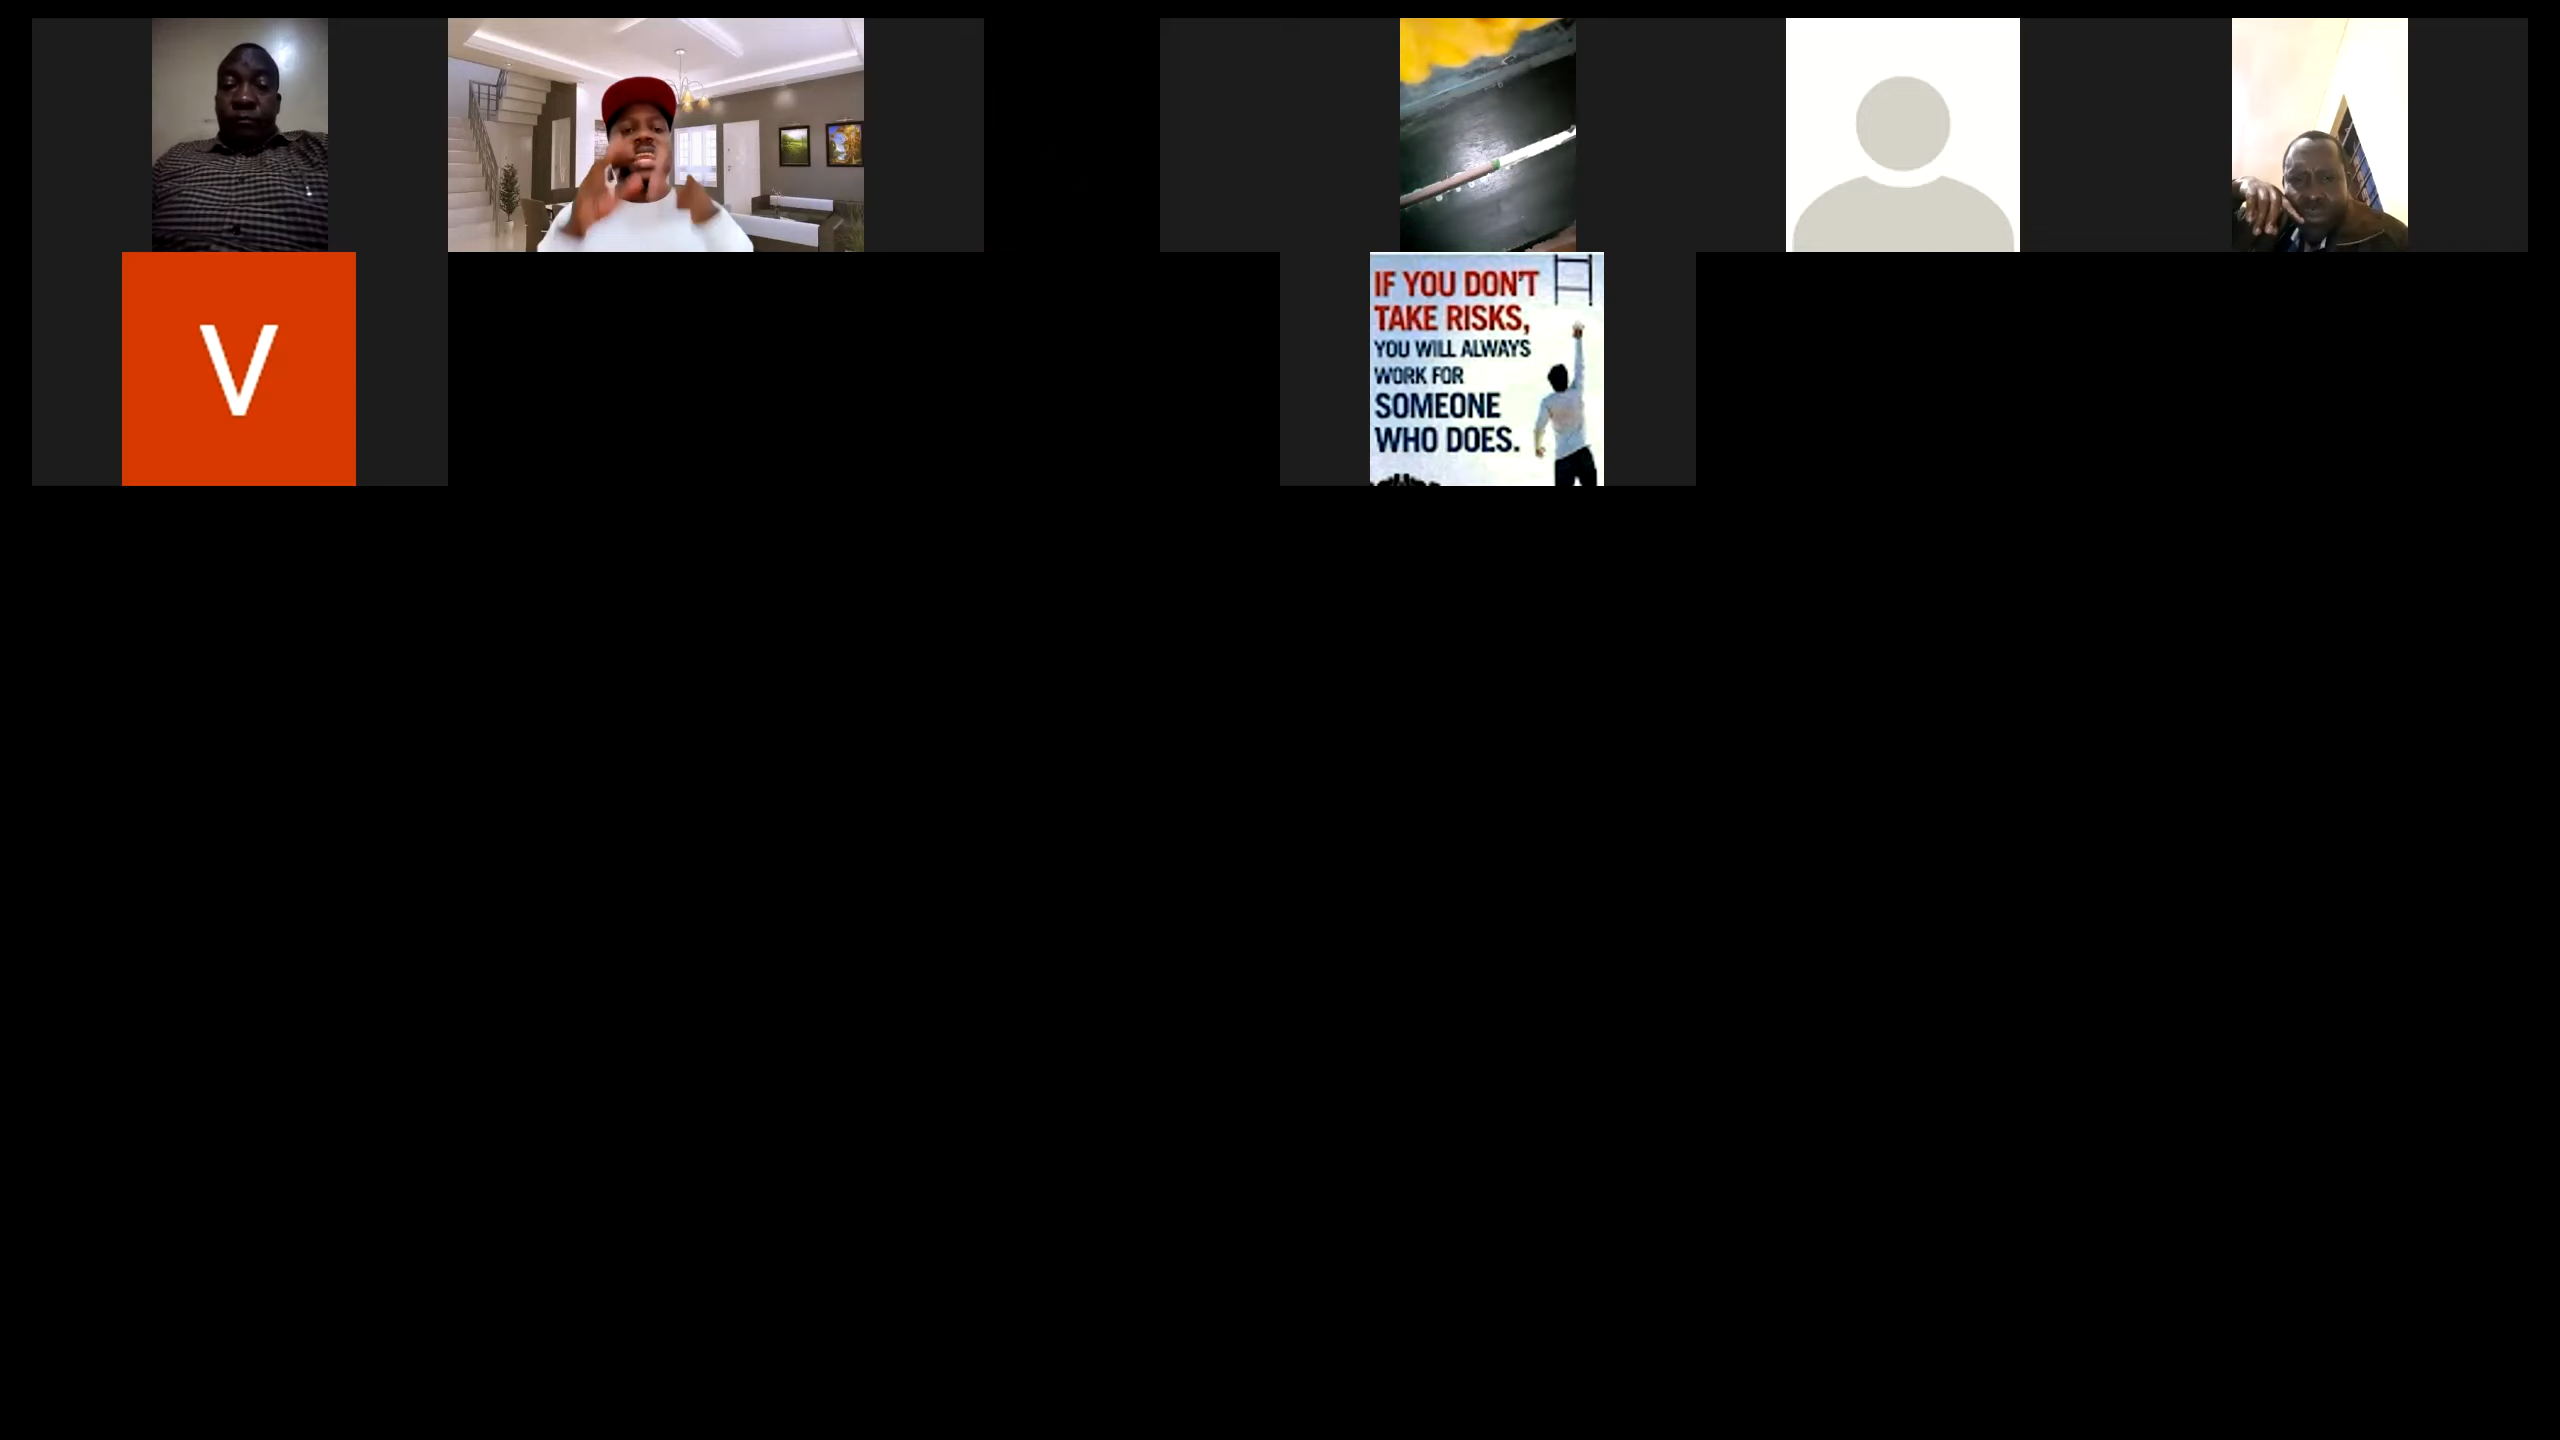 V
IF YOU DON'T
TAKE RISKS,
YOU WILL ALWAYS
WORK FOR
SOMEONE
WHO DOES.